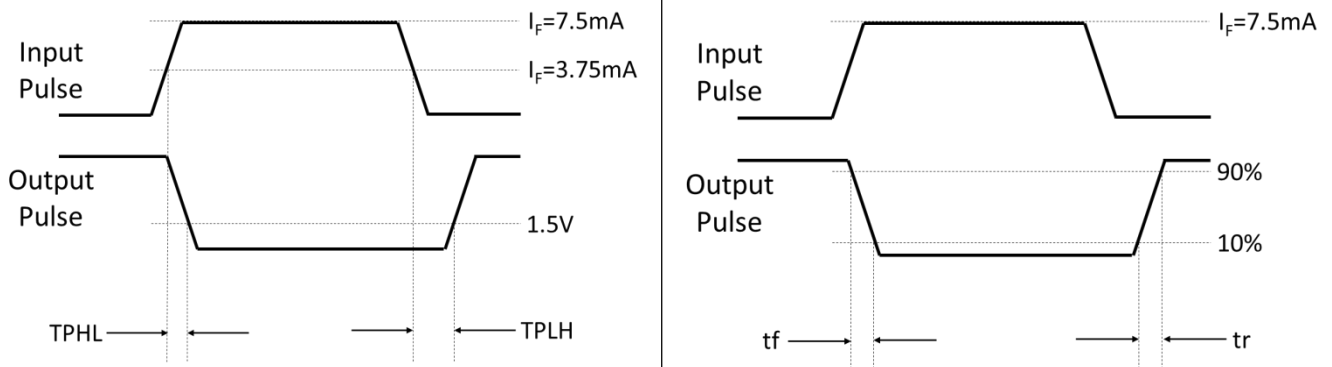 Input
Pulse
I_F=7.5mA
I_F=3.75mA
Output
Pulse
1.5V
TPHL
TPLH
Input
Pulse
I_F=7.5mA
Output
Pulse
90%
10%
tf
tr